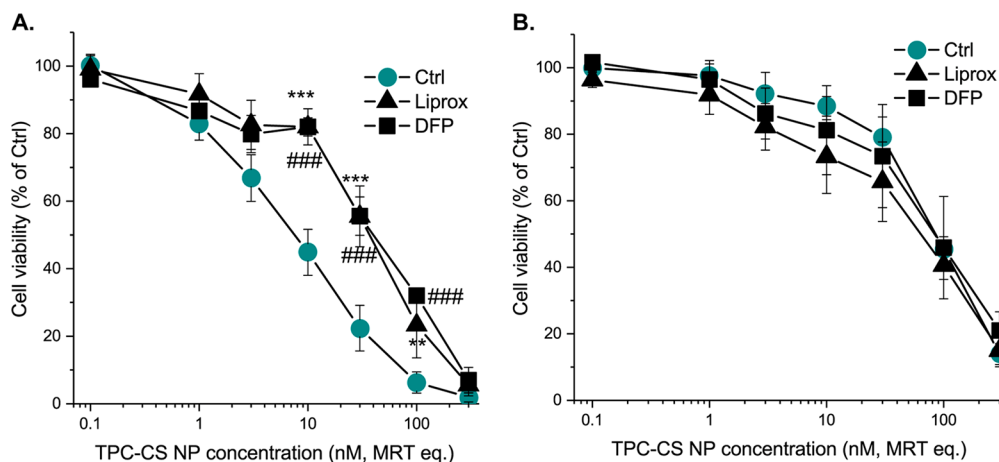 A.
Cell viability (% of Ctrl)
100
80
60
40
20
0
Ctrl
Liprox
DFP
***
###
***
###
###
**
0.1 1 10 100
TPC-CS NP concentration (nM, MRT eq.)
B.
Cell viability (% of Ctrl)
100
80
60
40
20
0
Ctrl
Liprox
DFP
0.1 1 10 100
TPC-CS NP concentration (nM, MRT eq.)